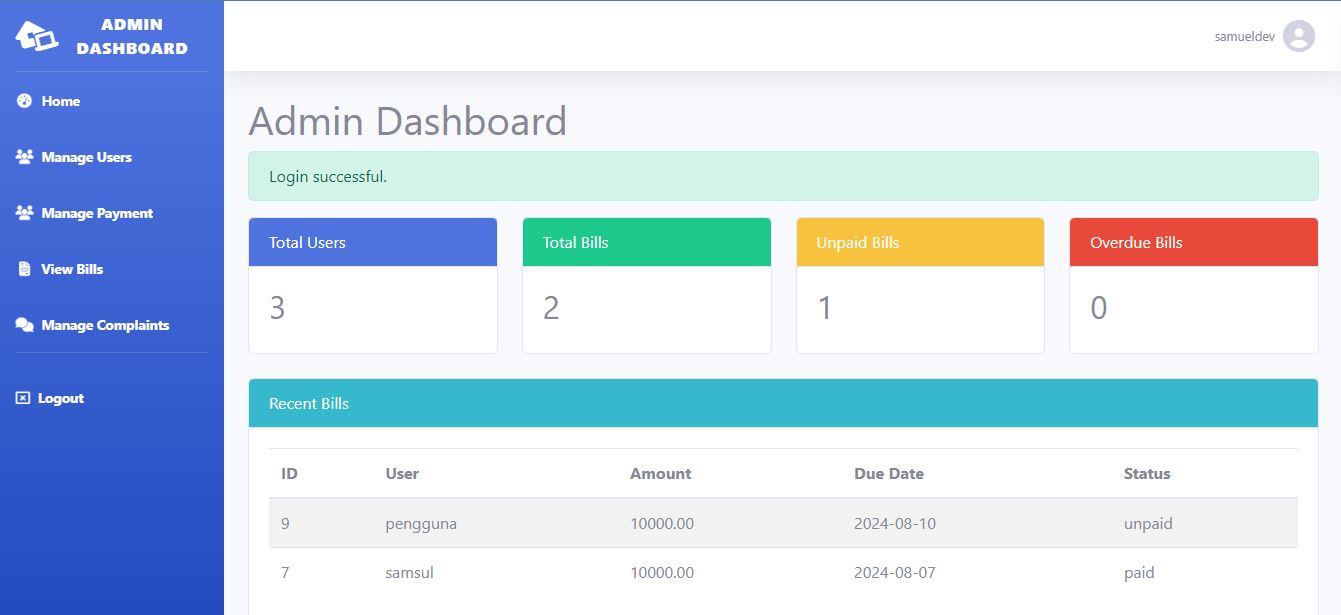 ADMIN
DASHBOARD
samueldev
Home
Manage Users
Manage Payment
View Bills
Manage Complaints
Logout
Admin Dashboard
Login successful.
Total Users
3
Total Bills
2
Unpaid Bills
1
Overdue Bills
0
Recent Bills
ID User Amount Due Date Status
9 pengguna 10000.00 2024-08-10 unpaid
7 samsul 10000.00 2024-08-07 paid